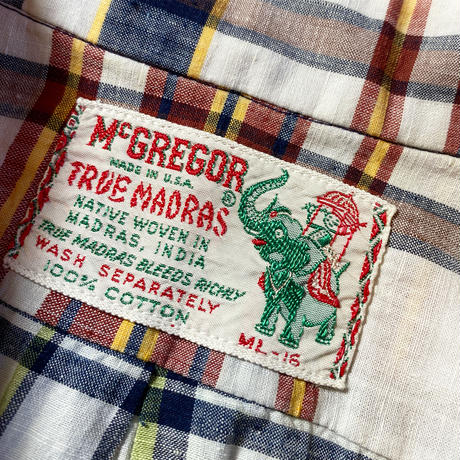 McGREGOR
®
MADE IN U.S.A.
TRUE MADRAS
NATIVE WOVEN IN
MADRAS, INDIA
TRUE MADRAS BLEEDS RICHLY
WASH SEPARATELY
100% COTTON
ML-16